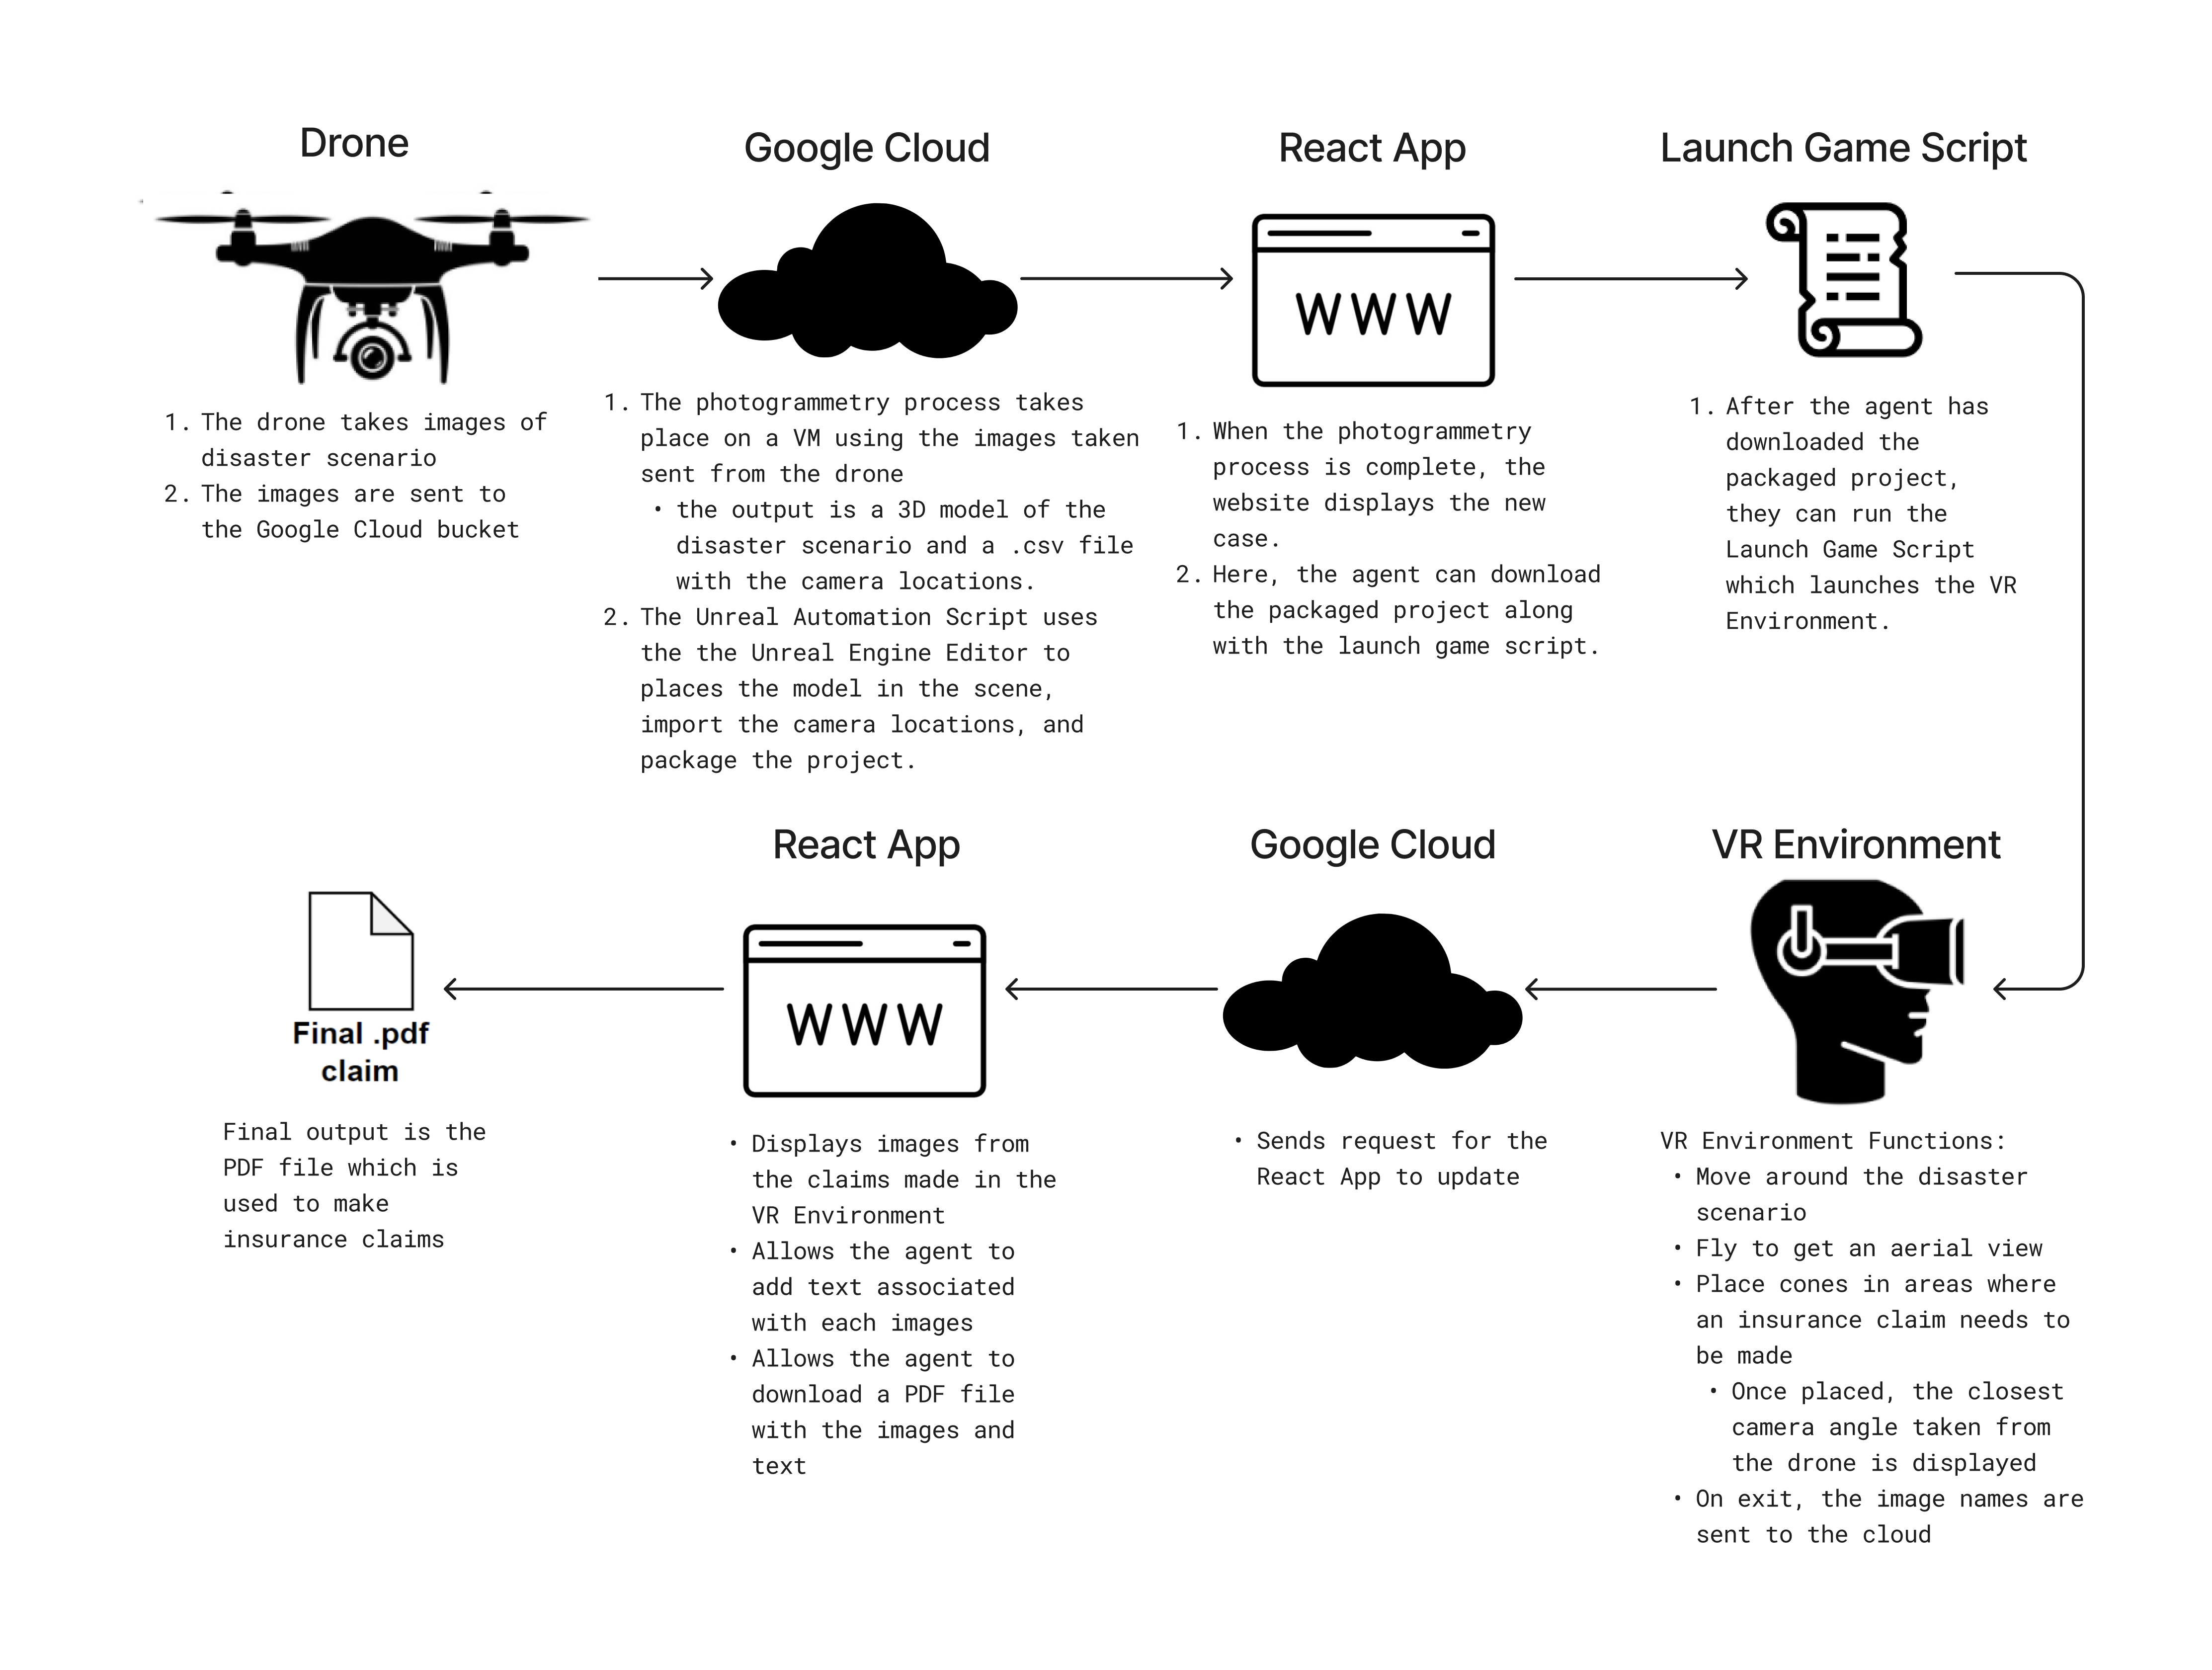 Drone
1. The drone takes images of
disaster scenario
2. The images are sent to
the Google Cloud bucket
Google Cloud
1. The photogrammetry process takes
place on a VM using the images taken
sent from the drone
• the output is a 3D model of the
disaster scenario and a .csv file
with the camera locations.
2. The Unreal Automation Script uses
the the Unreal Engine Editor to
places the model in the scene,
import the camera locations, and
package the project.
React App
WWW
1. When the photogrammetry
process is complete, the
website displays the new
case.
2. Here, the agent can download
the packaged project along
with the launch game script.
Launch Game Script
1. After the agent has
downloaded the
packaged project,
they can run the
Launch Game Script
which launches the VR
Environment.
VR Environment
VR Environment Functions:
• Move around the disaster
scenario
• Fly to get an aerial view
• Place cones in areas where
an insurance claim needs to
be made
• Once placed, the closest
camera angle taken from
the drone is displayed
• On exit, the image names are
sent to the cloud
Google Cloud
• Sends request for the
React App to update
React App
WWW
• Displays images from
the claims made in the
VR Environment
• Allows the agent to
add text associated
with each images
• Allows the agent to
download a PDF file
with the images and
text
Final .pdf
claim
Final output is the
PDF file which is
used to make
insurance claims